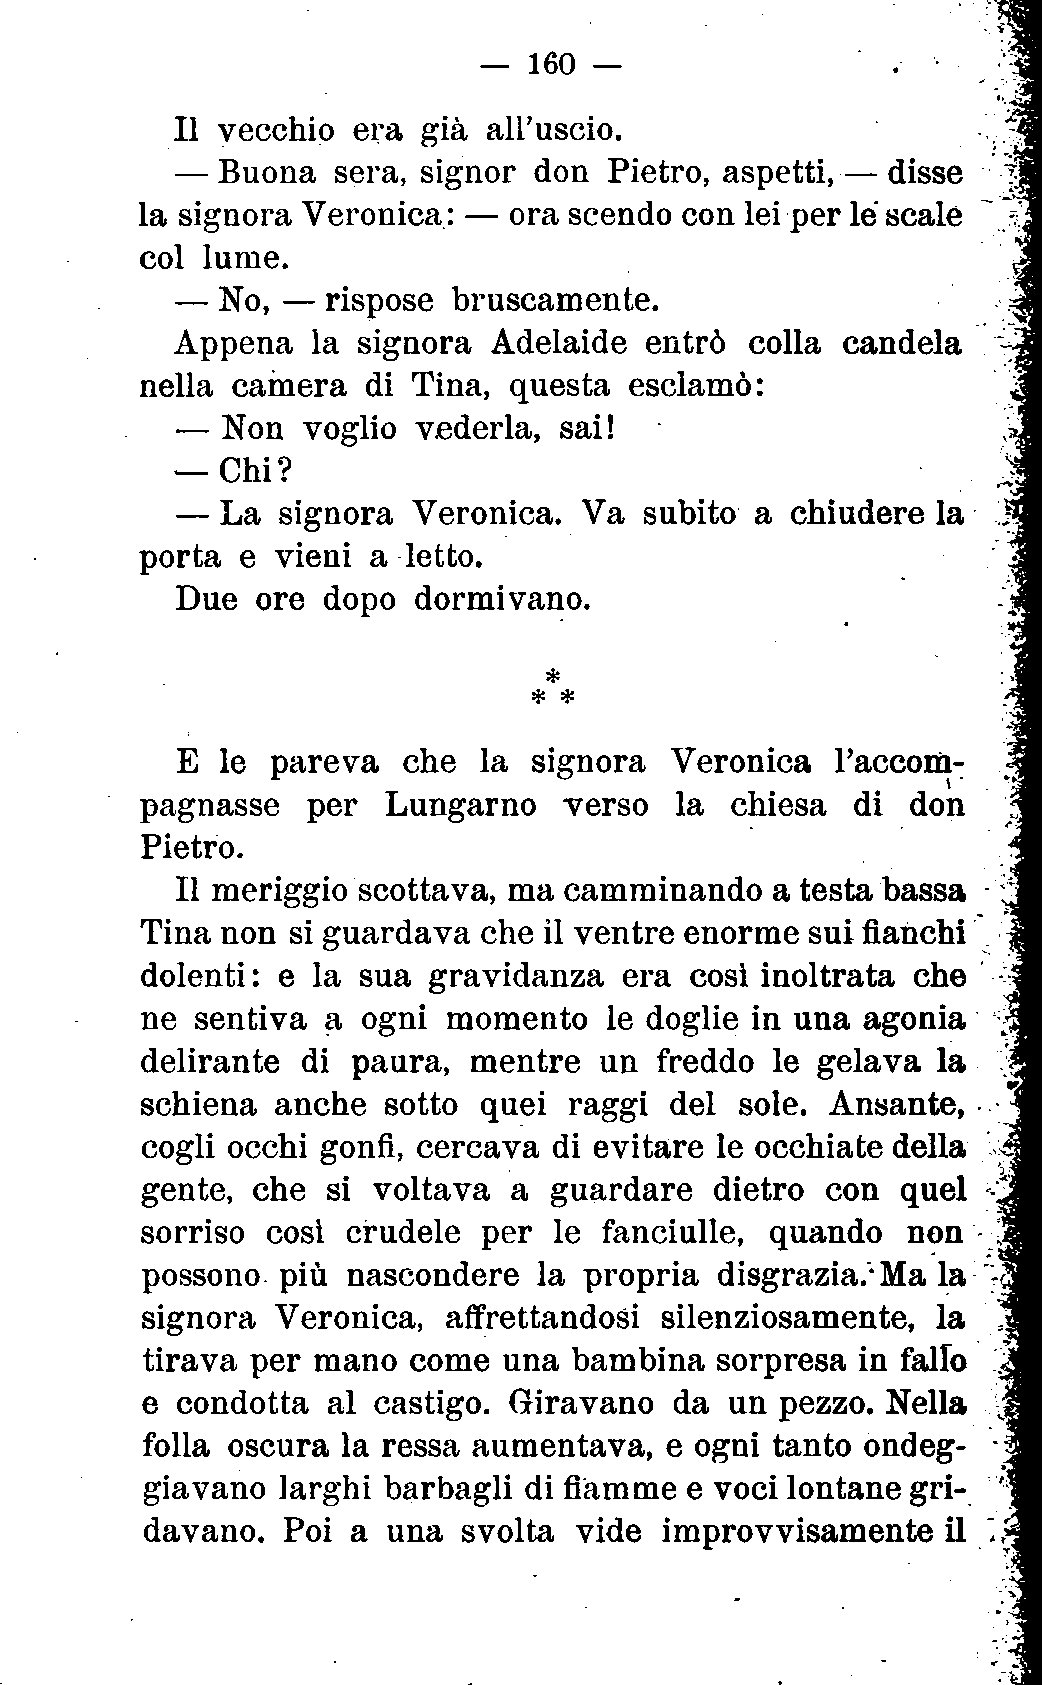 — 160 —
Il vecchio era già all'uscio.
— Buona sera, signor don Pietro, aspetti, — disse
la signora Veronica: — ora scendo con lei per le scale
col lume.
— No, — rispose bruscamente.
Appena la signora Adelaide entrò colla candela
nella camera di Tina, questa esclamò:
— Non voglio vederla, sai!
— Chi?
— La signora Veronica. Va subito a chiudere la
porta e vieni a letto.
Due ore dopo dormivano.
*
* *
E le pareva che la signora Veronica l'accom-
pagnasse per Lungarno verso la chiesa di don
Pietro.
Il meriggio scottava, ma camminando a testa bassa
Tina non si guardava che il ventre enorme sui fianchi
dolenti: e la sua gravidanza era così inoltrata che
ne sentiva a ogni momento le doglie in una agonia
delirante di paura, mentre un freddo le gelava la
schiena anche sotto quei raggi del sole. Ansante,
cogli occhi gonfi, cercava di evitare le occhiate della
gente, che si voltava a guardare dietro con quel
sorriso così crudele per le fanciulle, quando non
possono più nascondere la propria disgrazia. Ma la
signora Veronica, affrettandosi silenziosamente, la
tirava per mano come una bambina sorpresa in fallo
e condotta al castigo. Giravano da un pezzo. Nella
folla oscura la ressa aumentava, e ogni tanto ondeg-
giavano larghi barbagli di fiamme e voci lontane gri-
davano. Poi a una svolta vide improvvisamente il